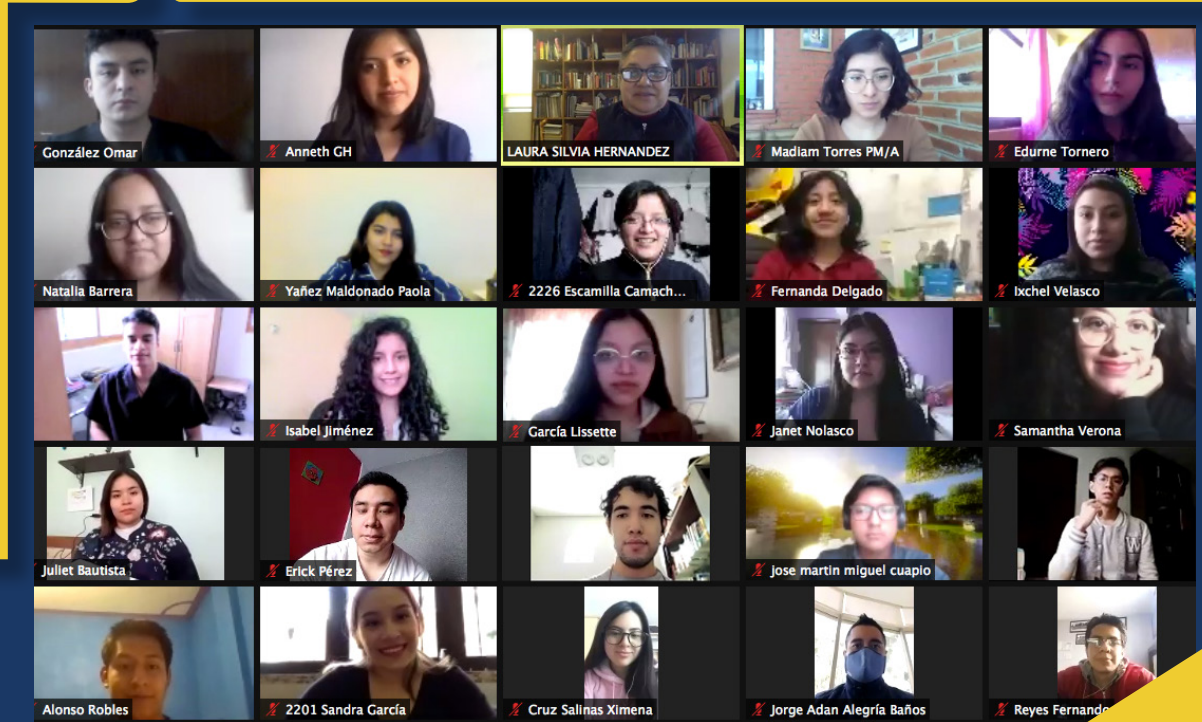 González Omar
Anneth GH
LAURA SILVIA HERNANDEZ
Madiam Torres PM/A
Edurne Tornero
Natalia Barrera
Yañez Maldonado Paola
2226 Escamilla Camach...
Fernanda Delgado
Ixchel Velasco
Isabel Jiménez
García Lissette
Janet Nolasco
Samantha Verona
Juliet Bautista
Erick Pérez
jose martin miguel cuapio
W
Alonso Robles
2201 Sandra García
Cruz Salinas Ximena
Jorge Adan Alegría Baños
Reyes Fernando